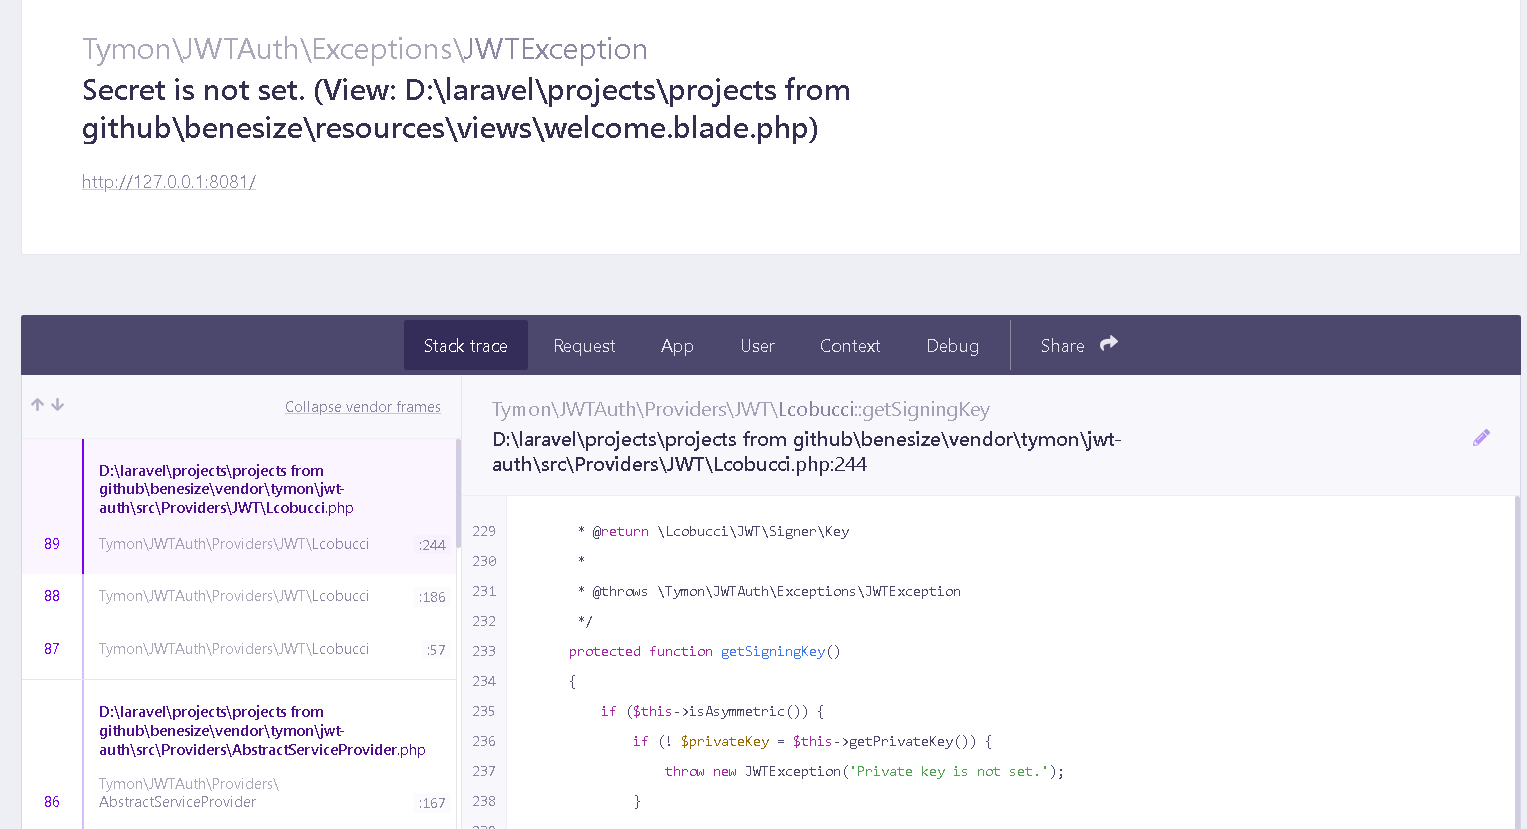 Tymon\JWTAuth\Exceptions\JWTException
Secret is not set. (View: D:\laravel\projects\projects from
github\benesize\resources\views\welcome.blade.php)
http://127.0.0.1:8081/
Stack trace
Request
App
User
Context
Debug
Share
Collapse vendor frames
D:\laravel\projects\projects from
github\benesize\vendor\tymon\jwt-
auth\src\Providers\JWT\Lcobucci.php
89 Tymon\JWTAuth\Providers\JWT\Lcobucci :244
88 Tymon\JWTAuth\Providers\JWT\Lcobucci :186
87 Tymon\JWTAuth\Providers\JWT\Lcobucci :57
D:\laravel\projects\projects from
github\benesize\vendor\tymon\jwt-
auth\src\Providers\AbstractServiceProvider.php
Tymon\JWTAuth\Providers\
86 AbstractServiceProvider :167
Tymon\JWTAuth\Providers\JWT\Lcobucci::getSigningKey
D:\laravel\projects\projects from github\benesize\vendor\tymon\jwt-
auth\src\Providers\JWT\Lcobucci.php:244
229 * @return \Lcobucci\JWT\Signer\Key
230 *
231 * @throws \Tymon\JWTAuth\Exceptions\JWTException
232 */
233 protected function getSigningKey()
234 {
235 if ($this->isAsymmetric()) {
236 if (! $privateKey = $this->getPrivateKey()) {
237 throw new JWTException('Private key is not set.');
238 }